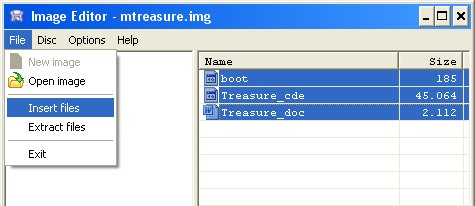 Image Editor - mtreasure.img
File Disc Options Help
New image
Open image
Insert files
Extract files
Exit
Name Size
boot 185
Treasure_cde 45.064
Treasure_doc 2.112